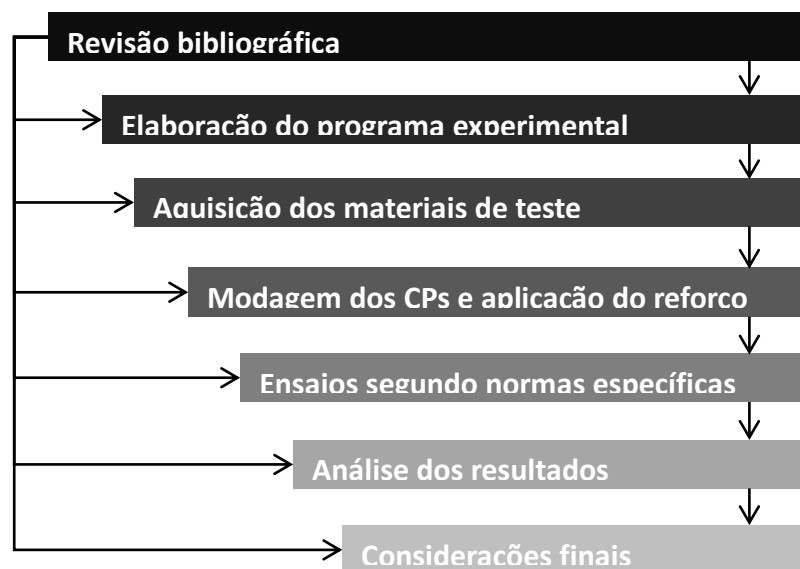 Revisão bibliográfica
Elaboração do programa experimental
Aquisição dos materiais de teste
Modagem dos CPs e aplicação do reforço
Ensaios segundo normas específicas
Análise dos resultados
Considerações finais